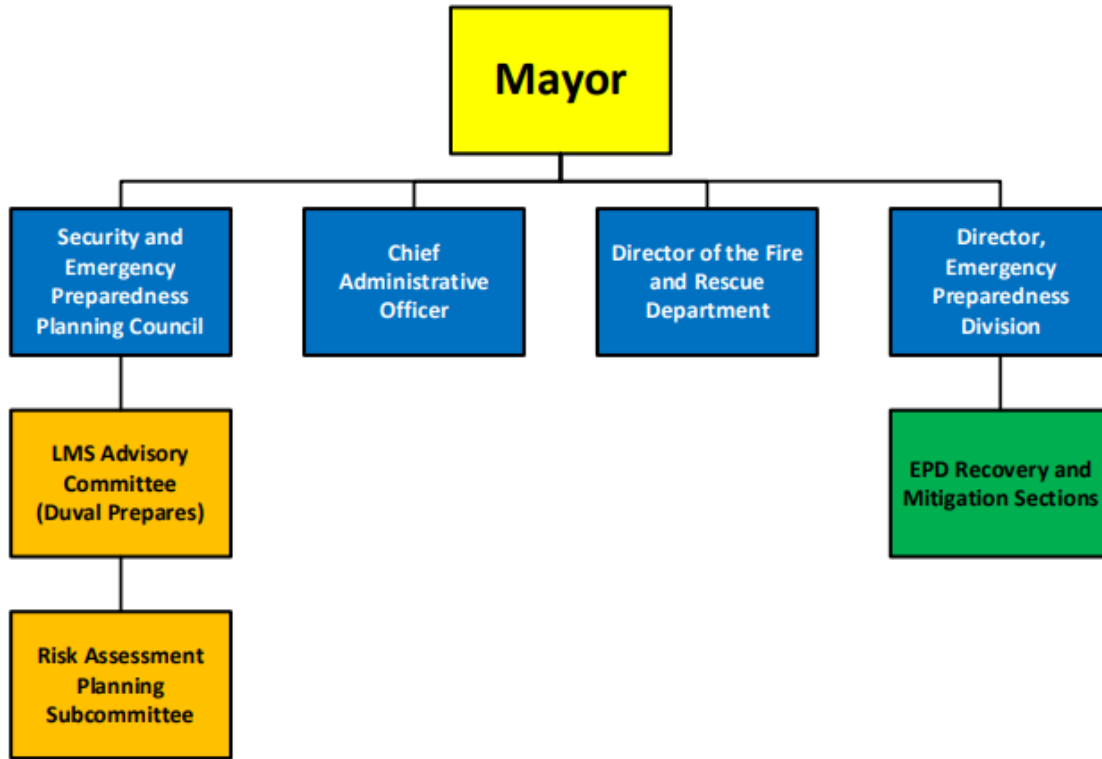 Mayor
Security and
Emergency
Preparedness
Planning Council
Chief
Administrative
Officer
Director of the Fire
and Rescue
Department
Director,
Emergency
Preparedness
Division
LMS Advisory
Committee
(Duval Prepares)
EPD Recovery and
Mitigation Sections
Risk Assessment
Planning
Subcommittee